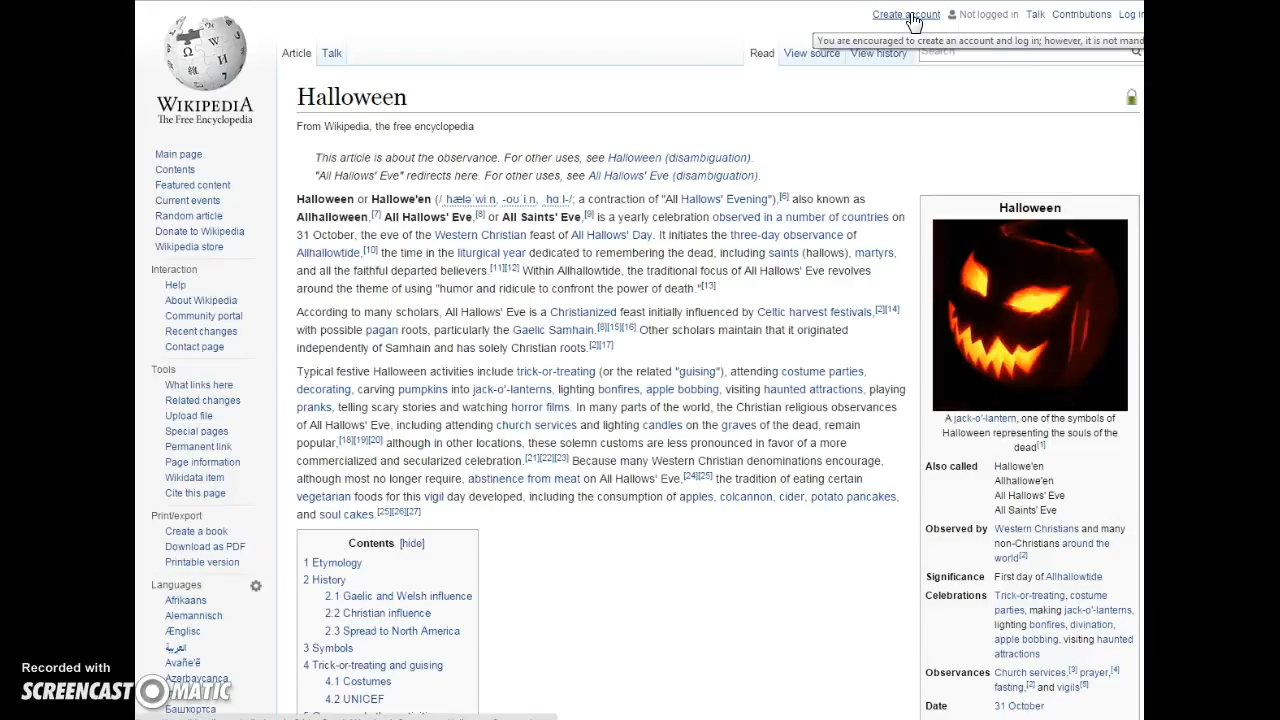 Create account Not logged in Talk Contributions Log in
You are encouraged to create an account and log in; however, it is not mand
Article Talk Read View source View history Search
WIKIPEDIA
The Free Encyclopedia
Main page
Contents
Featured content
Current events
Random article
Donate to Wikipedia
Wikipedia store
Interaction
Help
About Wikipedia
Community portal
Recent changes
Contact page
Tools
What links here
Related changes
Upload file
Special pages
Permanent link
Page information
Wikidata item
Cite this page
Print/export
Create a book
Download as PDF
Printable version
Languages
Afrikaans
Alemannisch
Ænglisc
العربية
Авар
Azərbaycanca
Башҡортса
Halloween
From Wikipedia, the free encyclopedia
This article is about the observance. For other uses, see Halloween (disambiguation).
"All Hallows' Eve" redirects here. For other uses, see All Hallows' Eve (disambiguation).
Halloween or Hallowe'en (/ˌhæləˈwiːn, -oʊˈiːn, ˌhɑːl-/; a contraction of "All Hallows' Evening"),[6] also known as
Allhalloween,[7] All Hallows' Eve,[8] or All Saints' Eve,[9] is a yearly celebration observed in a number of countries on
31 October, the eve of the Western Christian feast of All Hallows' Day. It initiates the three-day observance of
Allhallowtide,[10] the time in the liturgical year dedicated to remembering the dead, including saints (hallows), martyrs,
and all the faithful departed believers.[11][12] Within Allhallowtide, the traditional focus of All Hallows' Eve revolves
around the theme of using "humor and ridicule to confront the power of death."[13]
According to many scholars, All Hallows' Eve is a Christianized feast initially influenced by Celtic harvest festivals,[2][14]
with possible pagan roots, particularly the Gaelic Samhain.[8][15][16] Other scholars maintain that it originated
independently of Samhain and has solely Christian roots.[2][17]
Typical festive Halloween activities include trick-or-treating (or the related "guising"), attending costume parties,
decorating, carving pumpkins into jack-o'-lanterns, lighting bonfires, apple bobbing, visiting haunted attractions, playing
pranks, telling scary stories and watching horror films. In many parts of the world, the Christian religious observances
of All Hallows' Eve, including attending church services and lighting candles on the graves of the dead, remain
popular,[18][19][20] although in other locations, these solemn customs are less pronounced in favor of a more
commercialized and secularized celebration.[21][22][23] Because many Western Christian denominations encourage,
although most no longer require, abstinence from meat on All Hallows' Eve,[24][25] the tradition of eating certain
vegetarian foods for this vigil day developed, including the consumption of apples, colcannon, cider, potato pancakes,
and soul cakes.[25][26][27]
Contents [hide]
1 Etymology
2 History
2.1 Gaelic and Welsh influence
2.2 Christian influence
2.3 Spread to North America
3 Symbols
4 Trick-or-treating and guising
4.1 Costumes
4.2 UNICEF
Halloween
A jack-o'-lantern, one of the symbols of
Halloween representing the souls of the
dead[1]
Also called Hallowe'en
Allhallowe'en
All Hallows' Eve
All Saints' Eve
Observed by Western Christians and many
non-Christians around the
world[2]
Significance First day of Allhallowtide
Celebrations Trick-or-treating, costume
parties, making jack-o'-lanterns,
lighting bonfires, divination,
apple bobbing, visiting haunted
attractions
Observances Church services,[3] prayer,[4]
fasting,[2] and vigils[5]
Date 31 October
Recorded with
SCREENCAST O MATIC